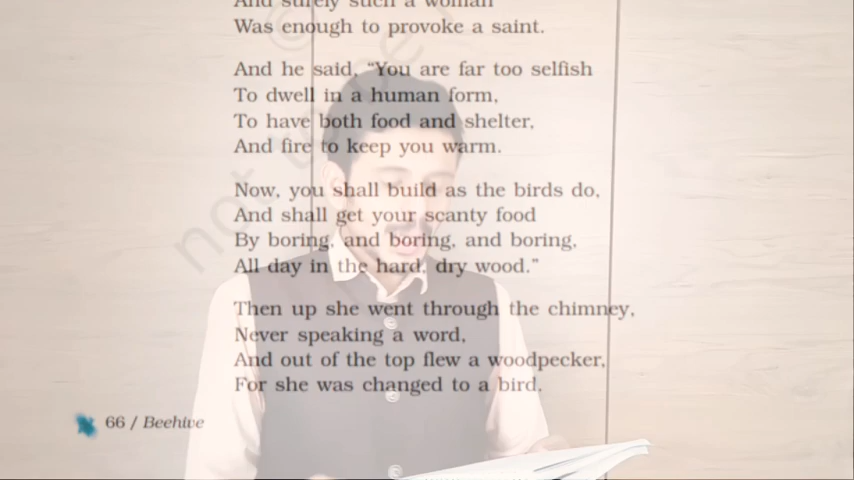 And surely such a woman
Was enough to provoke a saint.
And he said, “You are far too selfish
To dwell in a human form,
To have both food and shelter,
And fire to keep you warm.
Now, you shall build as the birds do,
And shall get your scanty food
By boring, and boring, and boring,
All day in the hard, dry wood.”
Then up she went through the chimney,
Never speaking a word,
And out of the top flew a woodpecker,
For she was changed to a bird.
66 / Beehive